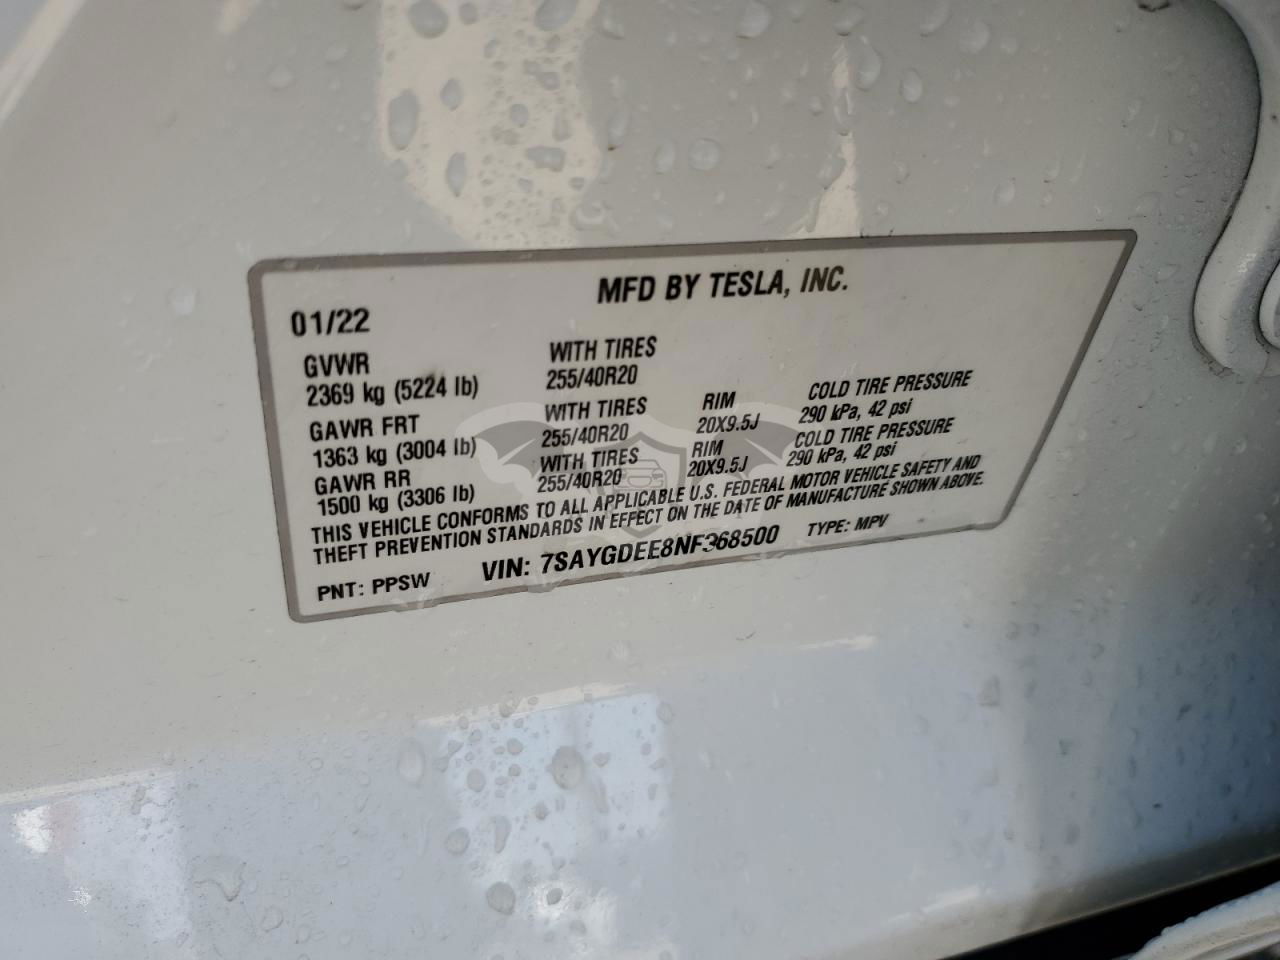 MFD BY TESLA, INC.
01/22
GVWR WITH TIRES
2369 kg (5224 lb) 255/40R20
GAWR FRT WITH TIRES RIM COLD TIRE PRESSURE
1363 kg (3004 lb) 255/40R20 20X9.5J 290 kPa, 42 psi
GAWR RR WITH TIRES RIM COLD TIRE PRESSURE
1500 kg (3306 lb) 255/40R20 20X9.5J 290 kPa, 42 psi
THIS VEHICLE CONFORMS TO ALL APPLICABLE U.S. FEDERAL MOTOR VEHICLE SAFETY AND
THEFT PREVENTION STANDARDS IN EFFECT ON THE DATE OF MANUFACTURE SHOWN ABOVE.
PNT: PPSW VIN: 7SAYGDEE8NF368500 TYPE: MPV